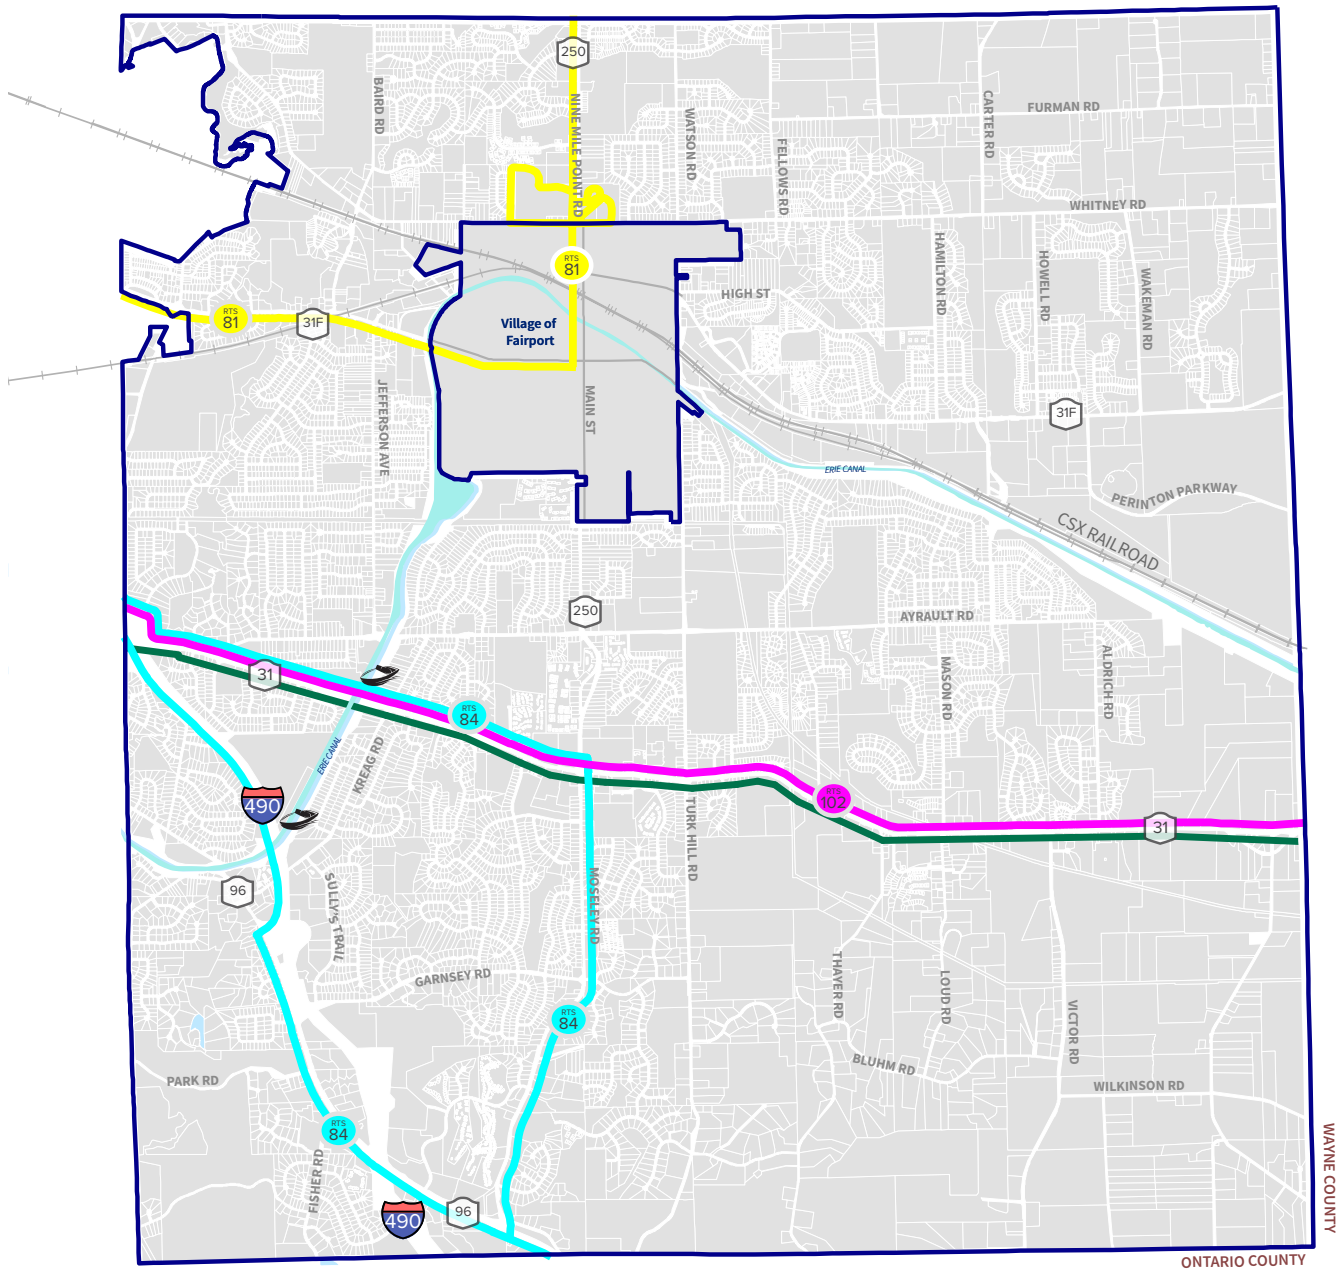 250
BAIRD RD
NINE MILE POINT RD
WATSON RD
FELLOWS RD
CARTER RD
FURMAN RD
WHITNEY RD
HAMILTON RD
HOWELL RD
WAKEMAN RD
RTS
81
HIGH ST
RTS
81
31F
Village of
Fairport
JEFFERSON AVE
MAIN ST
31F
ERIE CANAL
PERINTON PARKWAY
CSX RAILROAD
250
AYRAULT RD
31
MASON RD
ALDRICH RD
RTS
84
ERIE CANAL
KREAG RD
490
RTS
102
31
TURK HILL RD
96
SULLY'S TRAIL
MOSELEY RD
GARNSEY RD
THAYER RD
LOUD RD
VICTOR RD
RTS
84
PARK RD
BLUHM RD
WILKINSON RD
RTS
84
FISHER RD
490
96
WAYNE COUNTY
ONTARIO COUNTY